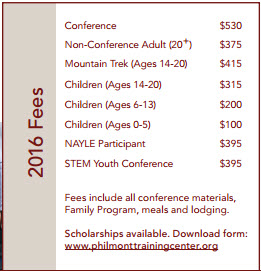 2016 Fees
Conference $530
Non-Conference Adult (20+) $375
Mountain Trek (Ages 14-20) $415
Children (Ages 14-20) $315
Children (Ages 6-13) $200
Children (Ages 0-5) $100
NAYLE Participant $395
STEM Youth Conference $395
Fees include all conference materials,
Family Program, meals and lodging.
Scholarships available. Download form:
www.philmonttrainingcenter.org